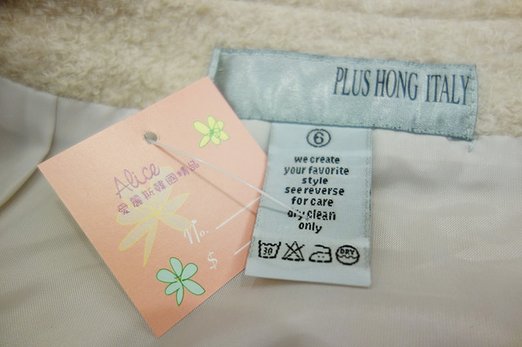 PLUS HONG ITALY
6
we create
your favorite
style
see reverse
for care
dry clean
only
30
DRY
Alice
愛麗斯韓國精品
No.
$